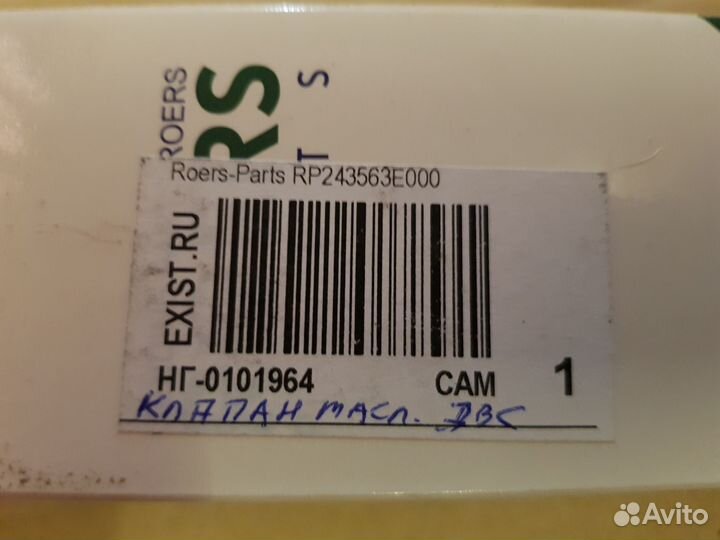 ROERS
RS
T S
Roers-Parts RP243563E000
EXIST.RU
НГ-0101964 САМ 1
КЛАПАН МАСЛ. ДВС
Avito